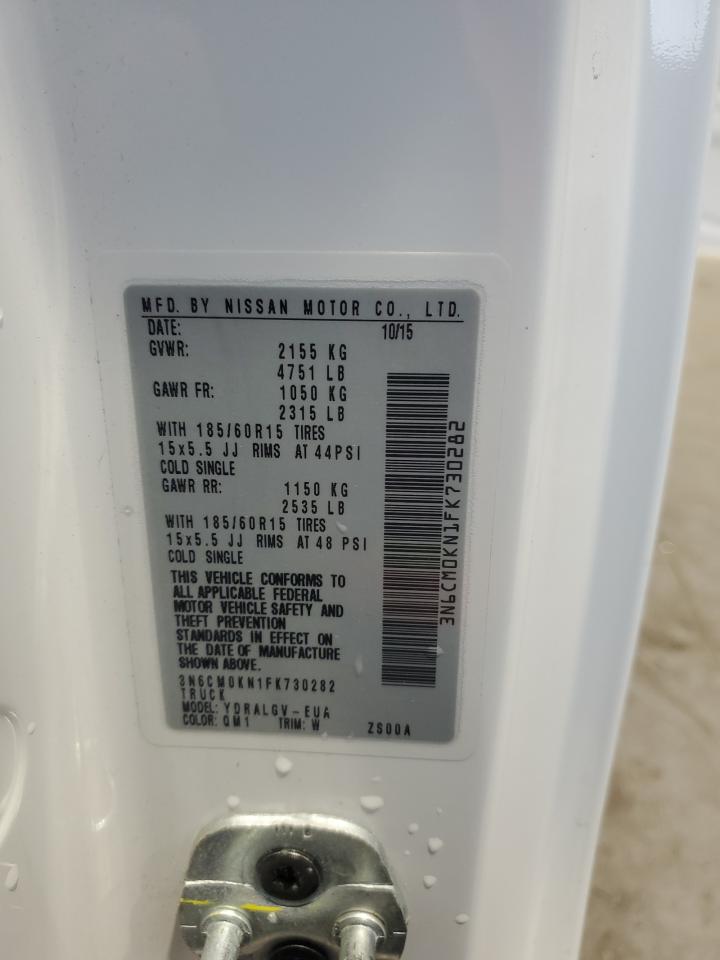 MFD. BY NISSAN MOTOR CO., LTD.
DATE: 10/15
GVWR: 2155 KG
4751 LB
GAWR FR: 1050 KG
2315 LB
WITH 185/60R15 TIRES
15x5.5 JJ RIMS AT 44PSI
COLD SINGLE
GAWR RR: 1150 KG
2535 LB
WITH 185/60R15 TIRES
15x5.5 JJ RIMS AT 48 PSI
COLD SINGLE
THIS VEHICLE CONFORMS TO
ALL APPLICABLE FEDERAL
MOTOR VEHICLE SAFETY AND
THEFT PREVENTION
STANDARDS IN EFFECT ON
THE DATE OF MANUFACTURE
SHOWN ABOVE.
3N6CM0KN1FK730282
TRUCK
MODEL: YDRALGV-EUA
COLOR: QM1 TRIM: W ZS00A
3N6CM0KN1FK730282